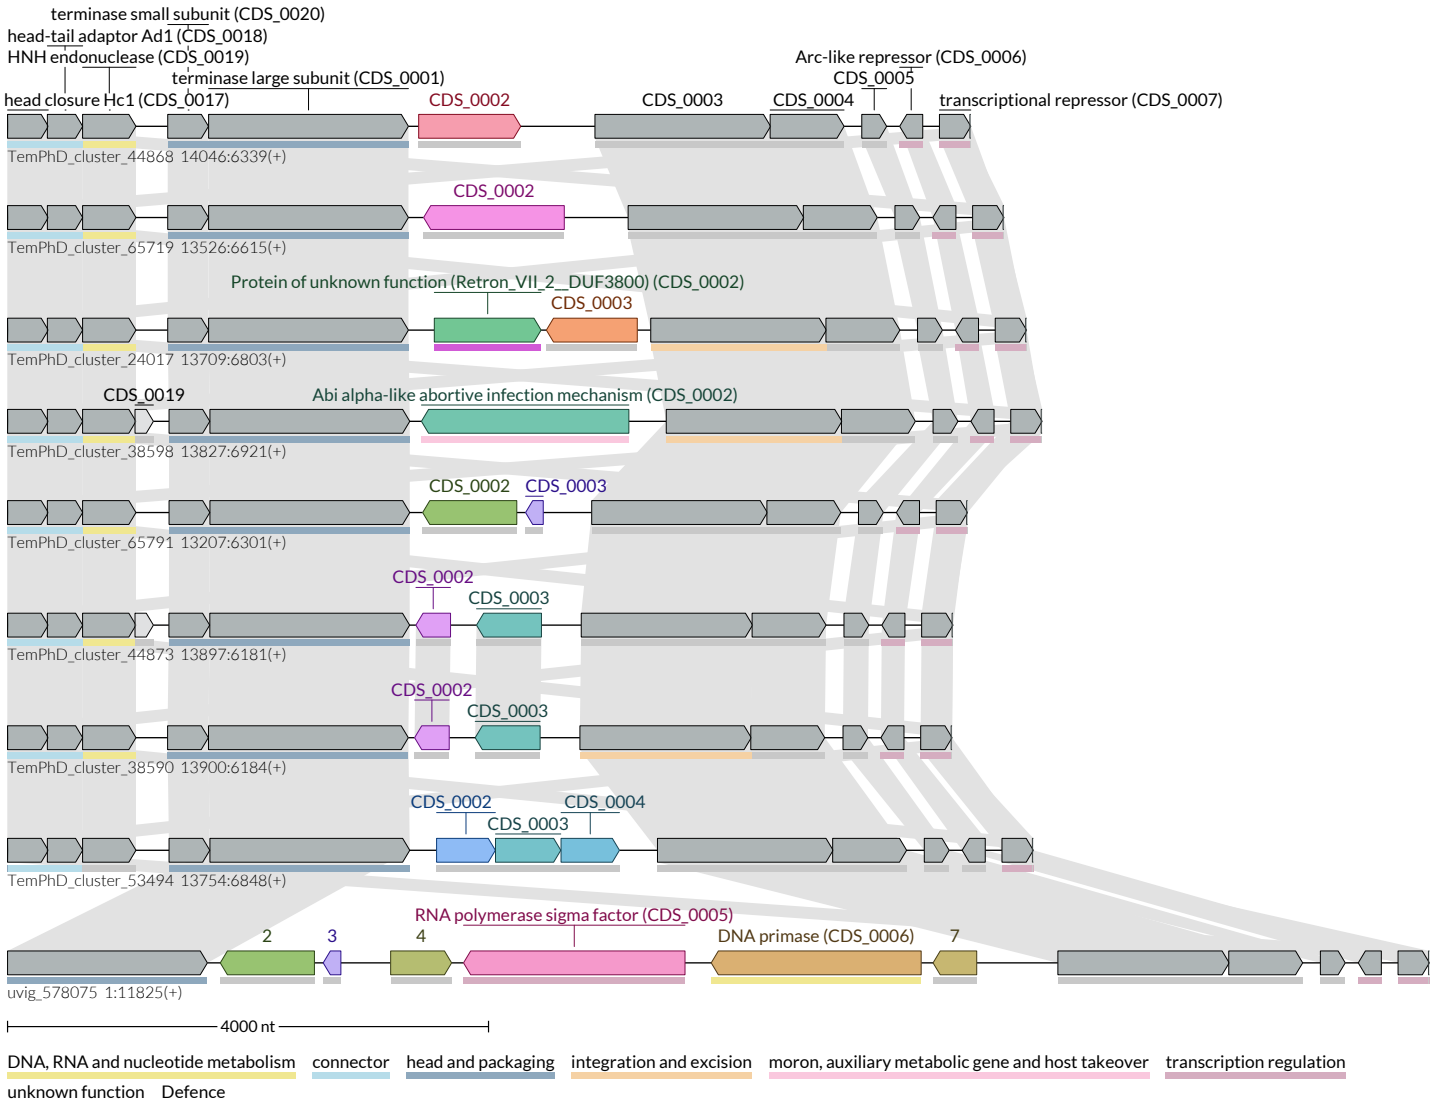 terminase small subunit (CDS_0020)
head-tail adaptor Ad1 (CDS_0018)
HNH endonuclease (CDS_0019)
Arc-like repressor (CDS_0006)
terminase large subunit (CDS_0001)
CDS_0005
head closure Hc1 (CDS_0017)
CDS_0002
CDS_0003
CDS_0004
transcriptional repressor (CDS_0007)
TemPhD_cluster_44868 14046:6339(+)
CDS_0002
TemPhD_cluster_65719 13526:6615(+)
Protein of unknown function (Retron_VII_2__DUF3800) (CDS_0002)
CDS_0003
TemPhD_cluster_24017 13709:6803(+)
CDS_0019
Abi alpha-like abortive infection mechanism (CDS_0002)
TemPhD_cluster_38598 13827:6921(+)
CDS_0002
CDS_0003
TemPhD_cluster_65791 13207:6301(+)
CDS_0002
CDS_0003
TemPhD_cluster_44873 13897:6181(+)
CDS_0002
CDS_0003
TemPhD_cluster_38590 13900:6184(+)
CDS_0002
CDS_0004
CDS_0003
TemPhD_cluster_53494 13754:6848(+)
RNA polymerase sigma factor (CDS_0005)
2
3
4
DNA primase (CDS_0006)
7
uvig_578075 1:11825(+)
4000 nt
DNA, RNA and nucleotide metabolism
connector
head and packaging
integration and excision
moron, auxiliary metabolic gene and host takeover
transcription regulation
unknown function
Defence